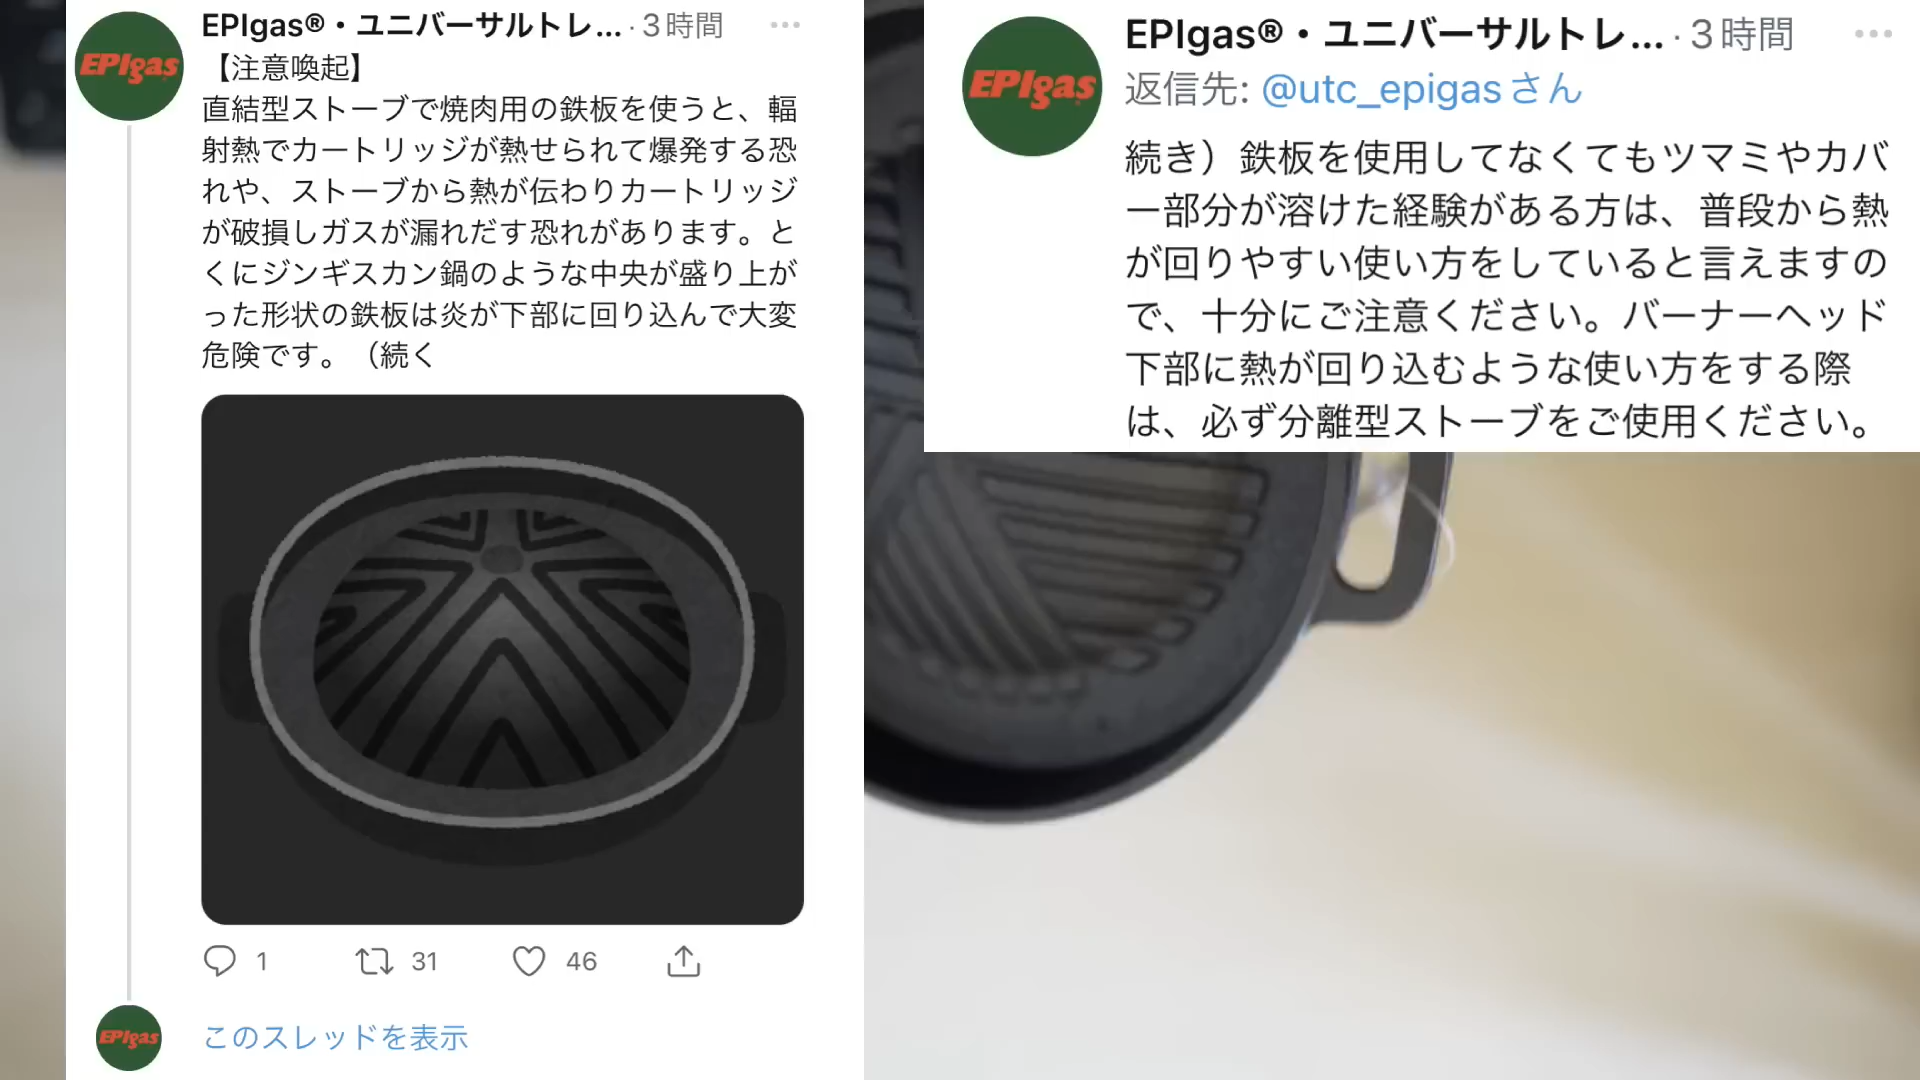 EPIgas®・ユニバーサルトレ... · 3時間
EPIgas
【注意喚起】
直結型ストーブで焼肉用の鉄板を使うと、輻
射熱でカートリッジが熱せられて爆発する恐
れや、ストーブから熱が伝わりカートリッジ
が破損しガスが漏れだす恐れがあります。と
くにジンギスカン鍋のような中央が盛り上が
った形状の鉄板は炎が下部に回り込んで大変
危険です。（続く
1 31 46
EPIgas
このスレッドを表示
EPIgas®・ユニバーサルトレ... · 3時間
EPIgas
返信先: @utc_epigasさん
続き）鉄板を使用してなくてもツマミやカバ
ー部分が溶けた経験がある方は、普段から熱
が回りやすい使い方をしていると言えますの
で、十分にご注意ください。バーナーヘッド
下部に熱が回り込むような使い方をする際
は、必ず分離型ストーブをご使用ください。